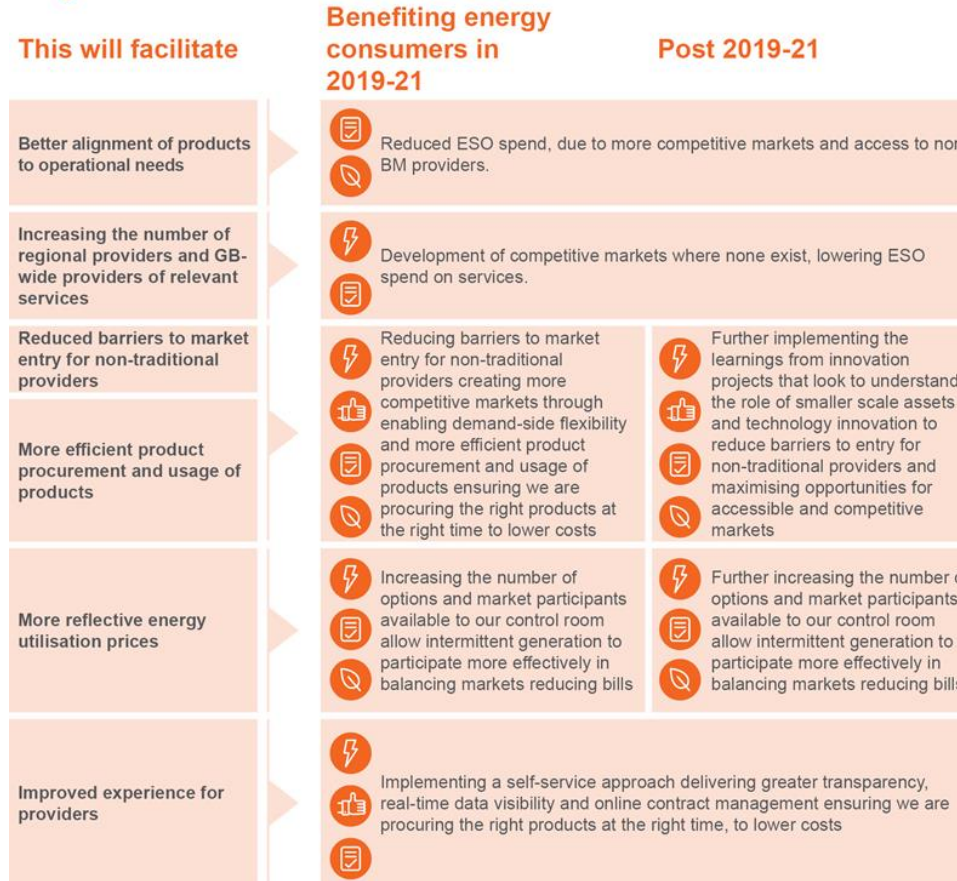 This will facilitate
Benefiting energy
consumers in
2019-21
Post 2019-21
Better alignment of products
to operational needs
Reduced ESO spend, due to more competitive markets and access to
BM providers.
Increasing the number of
regional providers and GB-
wide providers of relevant
services
Development of competitive markets where none exist, lowering ESO
spend on services.
Reduced barriers to market
entry for non-traditional
providers
More efficient product
procurement and usage of
products
Reducing barriers to market
entry for non-traditional
providers creating more
competitive markets through
enabling demand-side flexibility
and more efficient product
procurement and usage of
products ensuring we are
procuring the right products at
the right time to lower costs
Further implementing the
learnings from innovation
projects that look to understand
the role of smaller scale assets
and technology innovation to
reduce barriers to entry for
non-traditional providers and
maximising opportunities for
accessible and competitive
markets
More reflective energy
utilisation prices
Increasing the number of
options and market participants
available to our control room
allow intermittent generation to
participate more effectively in
balancing markets reducing bills
Further increasing the number
options and market participants
available to our control room
allow intermittent generation to
participate more effectively in
balancing markets reducing bills
Improved experience for
providers
Implementing a self-service approach delivering greater transparency,
real-time data visibility and online contract management ensuring we are
procuring the right products at the right time, to lower costs